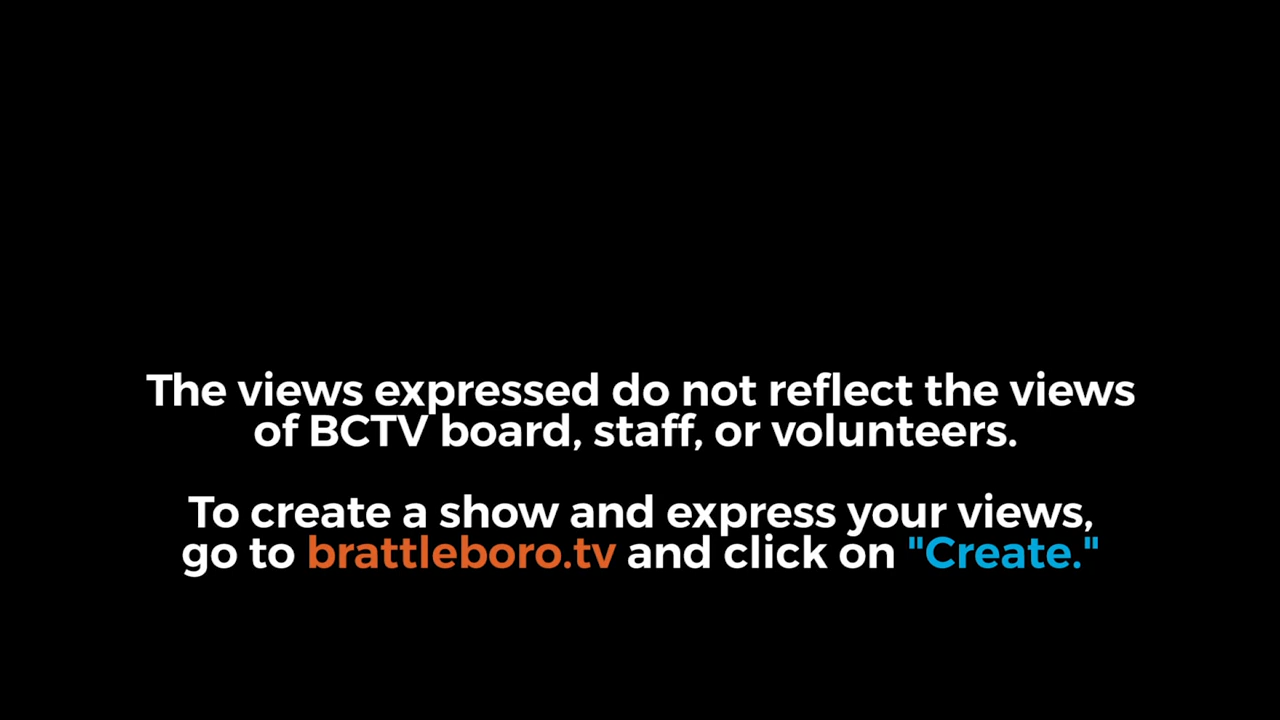 The views expressed do not reflect the views
of BCTV board, staff, or volunteers.
To create a show and express your views,
go to brattleboro.tv and click on "Create."